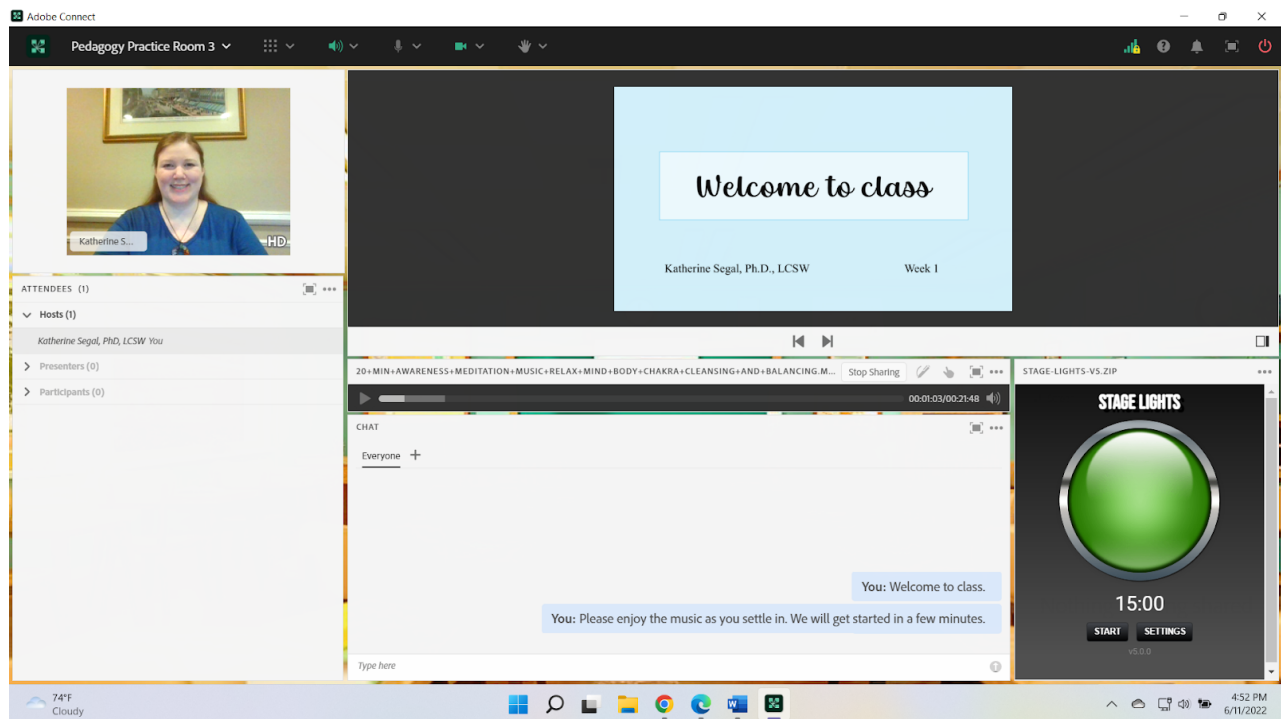 Adobe Connect
Pedagogy Practice Room 3
Katherine S...
HD
Welcome to class
Katherine Segal, Ph.D., LCSW Week 1
ATTENDEES (1)
Hosts (1)
Katherine Segal, PhD, LCSW You
Presenters (0)
Participants (0)
20+MIN+AWARENESS+MEDITATION+MUSIC+RELAX+MIND+BODY+CHAKRA+CLEANSING+AND+BALANCING.M... Stop Sharing
00:01:03/00:21:48
CHAT
Everyone
You: Welcome to class.
You: Please enjoy the music as you settle in. We will get started in a few minutes.
Type here
STAGE-LIGHTS-V5.ZIP
STAGE LIGHTS
15:00
START SETTINGS
v5.0.0
74°F
Cloudy
4:52 PM
6/11/2022